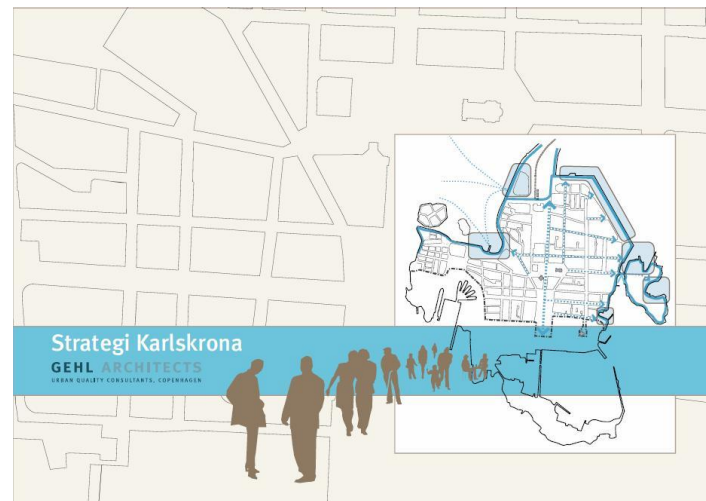 Strategi Karlskrona
GEHL ARCHITECTS
URBAN QUALITY CONSULTANTS, COPENHAGEN